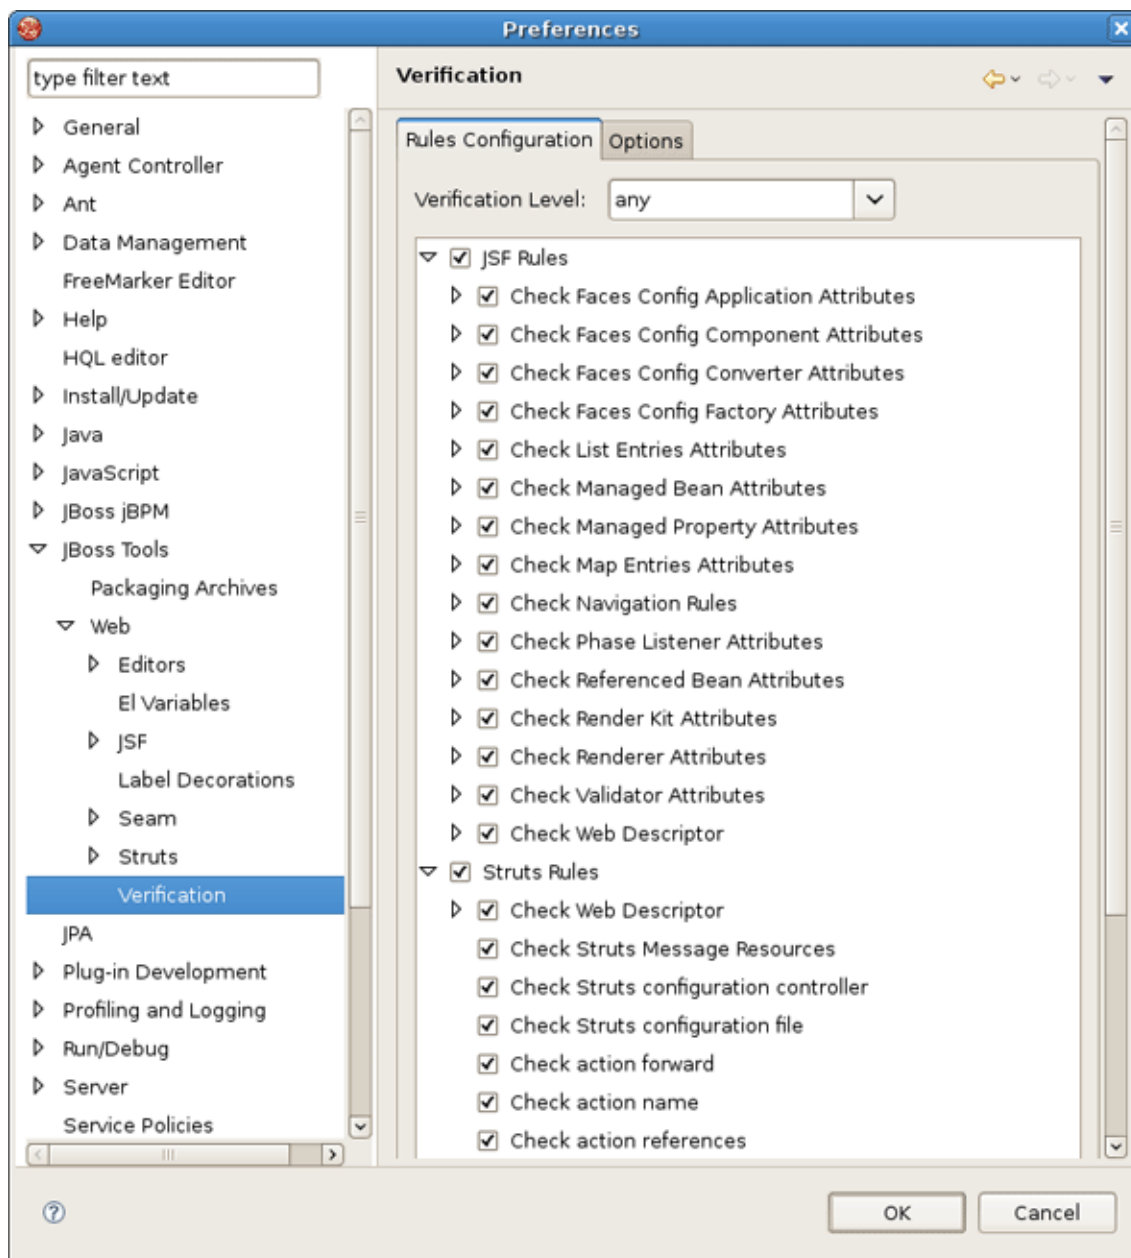 Preferences
type filter text
General
Agent Controller
Ant
Data Management
FreeMarker Editor
Help
HQL editor
Install/Update
Java
JavaScript
JBoss jBPM
JBoss Tools
Packaging Archives
Web
Editors
El Variables
JSF
Label Decorations
Seam
Struts
Verification
JPA
Plug-in Development
Profiling and Logging
Run/Debug
Server
Service Policies
Verification
Rules Configuration
Options
Verification Level: any
JSF Rules
Check Faces Config Application Attributes
Check Faces Config Component Attributes
Check Faces Config Converter Attributes
Check Faces Config Factory Attributes
Check List Entries Attributes
Check Managed Bean Attributes
Check Managed Property Attributes
Check Map Entries Attributes
Check Navigation Rules
Check Phase Listener Attributes
Check Referenced Bean Attributes
Check Render Kit Attributes
Check Renderer Attributes
Check Validator Attributes
Check Web Descriptor
Struts Rules
Check Web Descriptor
Check Struts Message Resources
Check Struts configuration controller
Check Struts configuration file
Check action forward
Check action name
Check action references
OK
Cancel